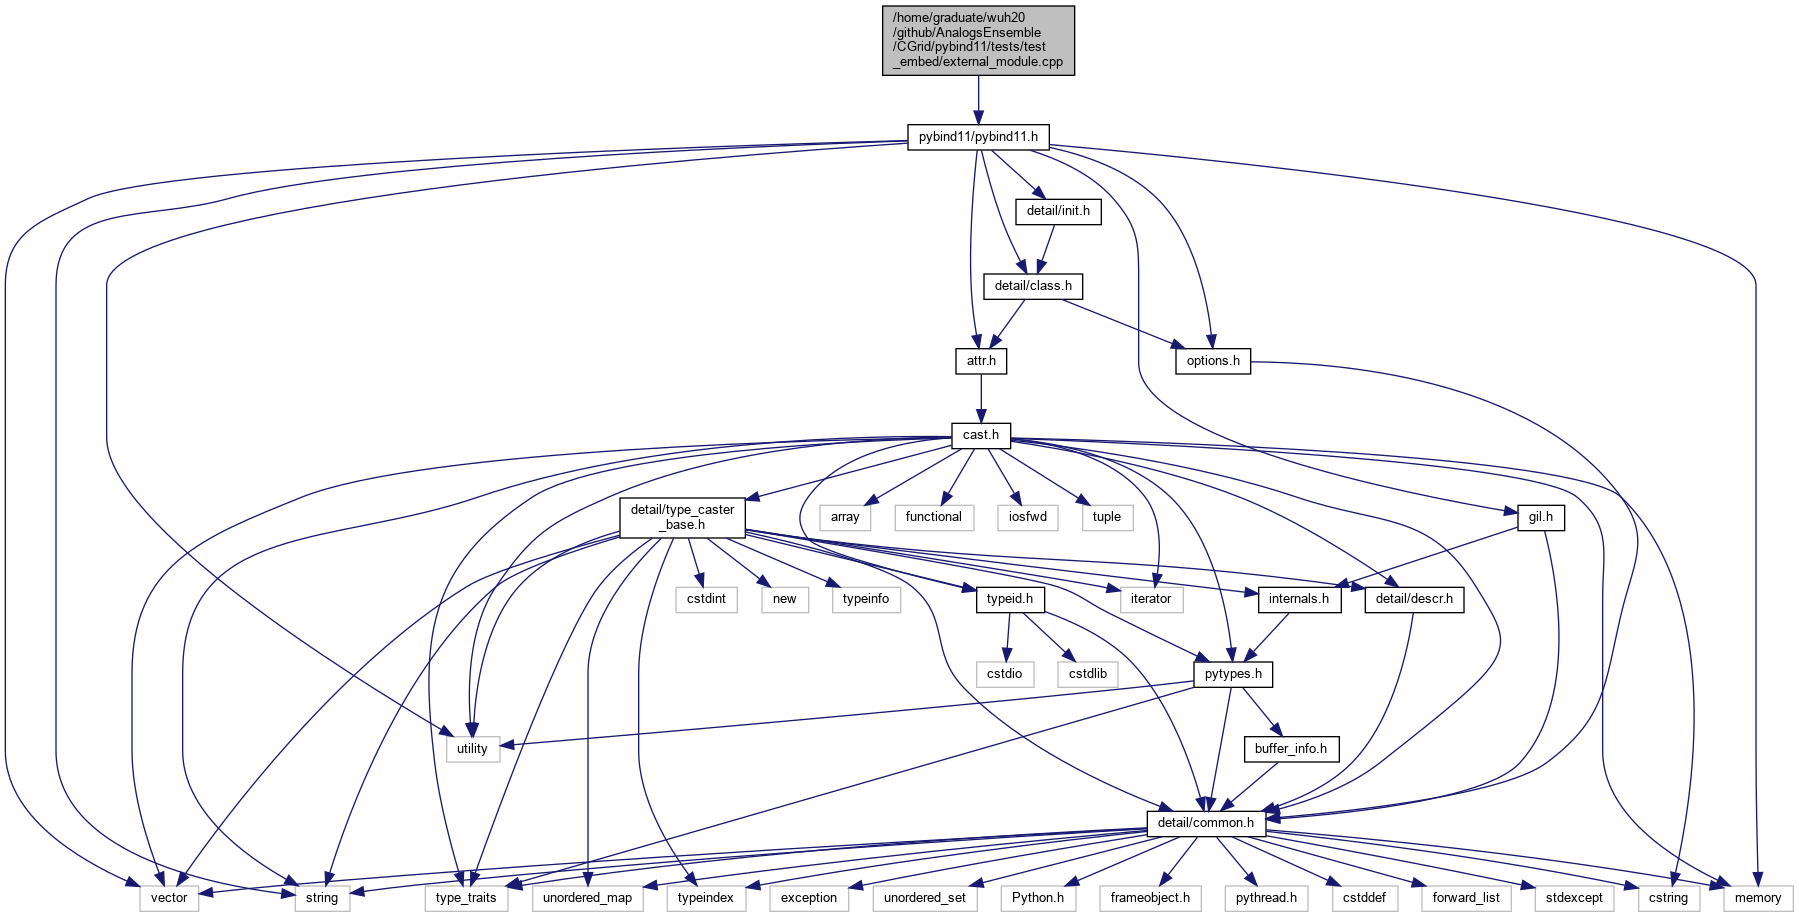 /home/graduate/wuh20
/github/AnalogsEnsemble
/CGrid/pybind11/tests/test
_embed/external_module.cpp
pybind11/pybind11.h
detail/init.h
detail/class.h
attr.h
options.h
cast.h
detail/type_caster
_base.h
array
functional
iosfwd
tuple
gil.h
cstdint
new
typeinfo
typeid.h
iterator
internals.h
detail/descr.h
cstdio
cstdlib
pytypes.h
utility
buffer_info.h
detail/common.h
vector
string
type_traits
unordered_map
typeindex
exception
unordered_set
Python.h
frameobject.h
pythread.h
cstddef
forward_list
stdexcept
cstring
memory